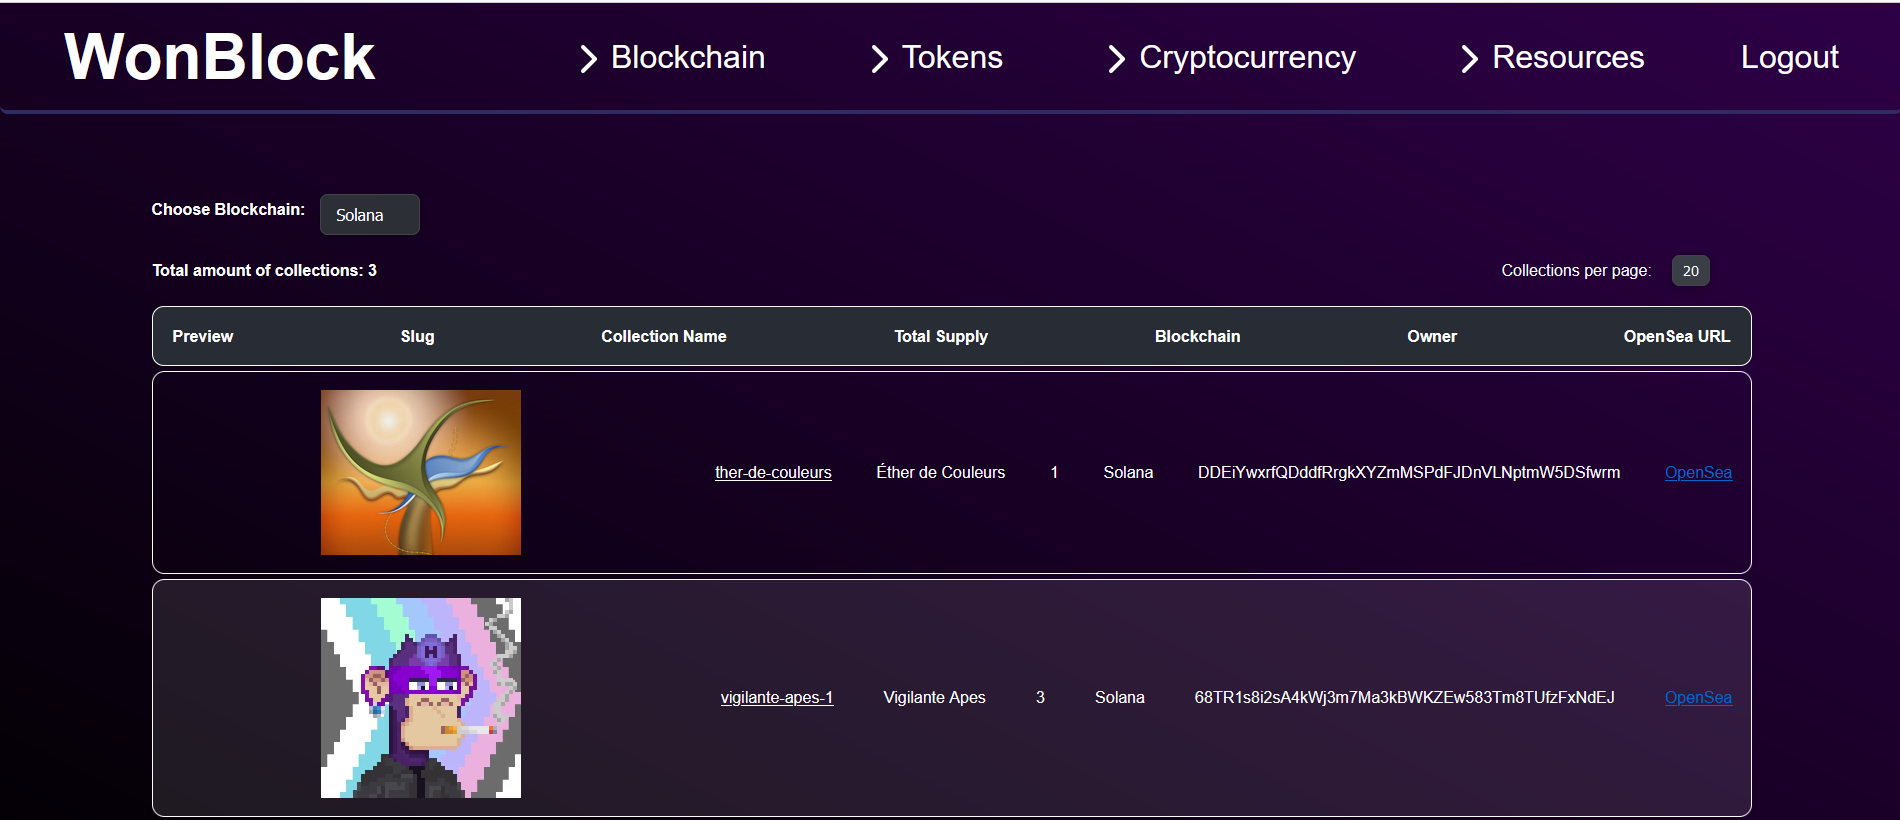 WonBlock Blockchain Tokens Cryptocurrency Resources Logout
Choose Blockchain: Solana
Total amount of collections: 3 Collections per page: 20
Preview Slug Collection Name Total Supply Blockchain Owner OpenSea URL
ther-de-couleurs Éther de Couleurs 1 Solana DDEiYwxrfQDddfRrgkXYZmMSPdFJDnVLNptmW5DSfwrm OpenSea
H
vigilante-apes-1 Vigilante Apes 3 Solana 68TR1s8i2sA4kWj3m7Ma3kBWKZEw583Tm8TUfzFxNdEJ OpenSea